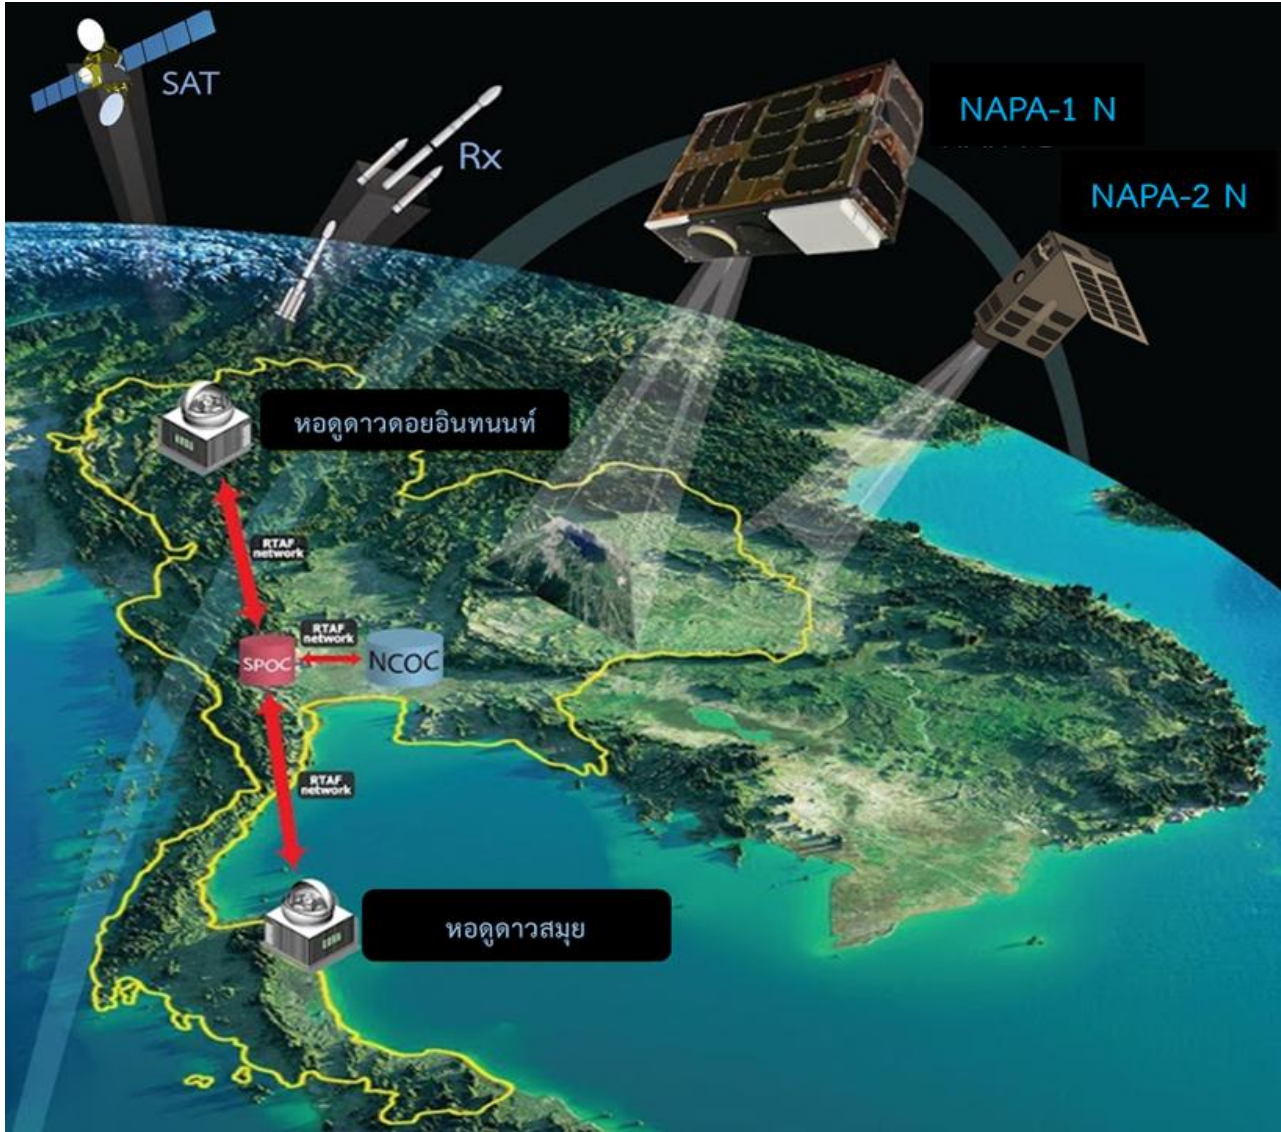 SAT
Rx
NAPA-1 N
NAPA-2 N
หอดูดาวดอยอินทนนท์
RTAF
network
RTAF
network
SPOC
NCOC
RTAF
network
หอดูดาวสมุย